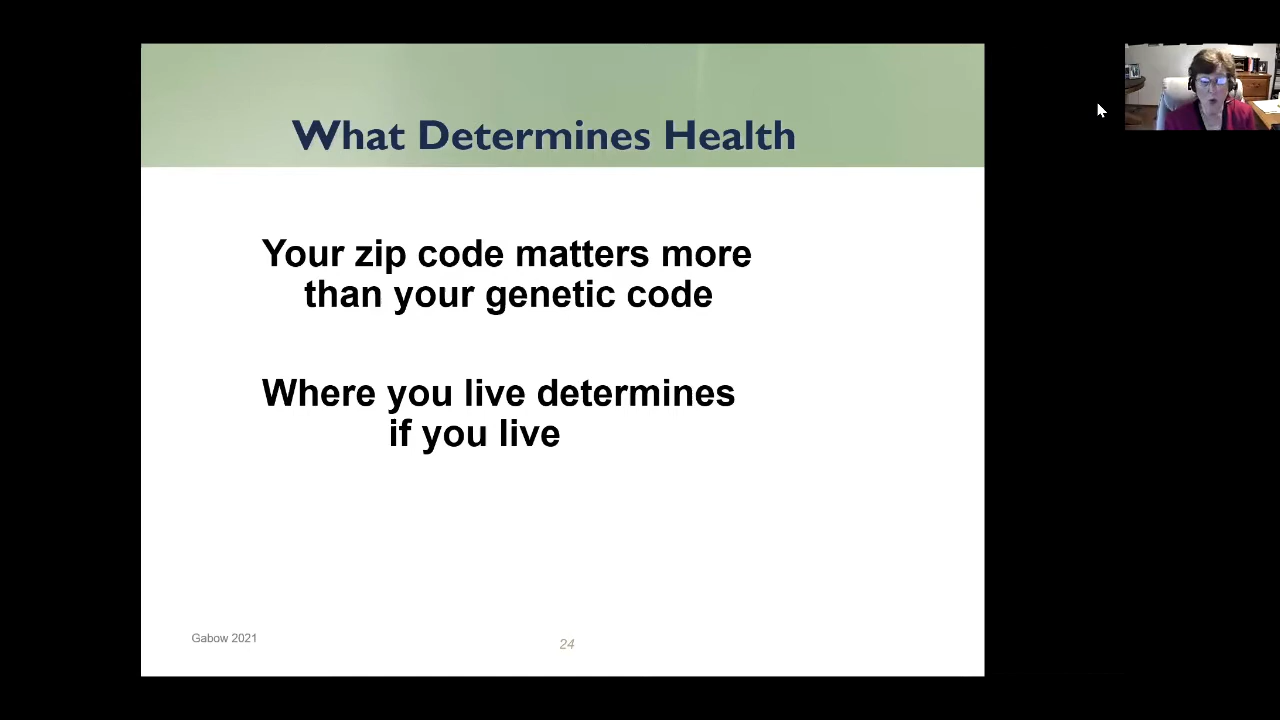 What Determines Health
Your zip code matters more
than your genetic code
Where you live determines
if you live
Gabow 2021
24